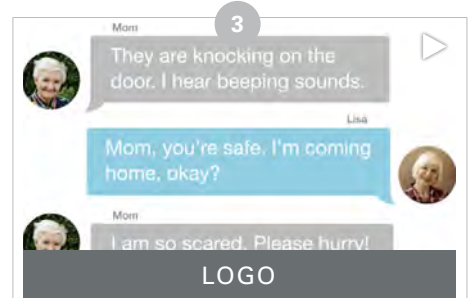 3
Mom
They are knocking on the
door. I hear beeping sounds.
Lisa
Mom, you're safe. I'm coming
home, okay?
Mom
I am so scared. Please hurry!
LOGO